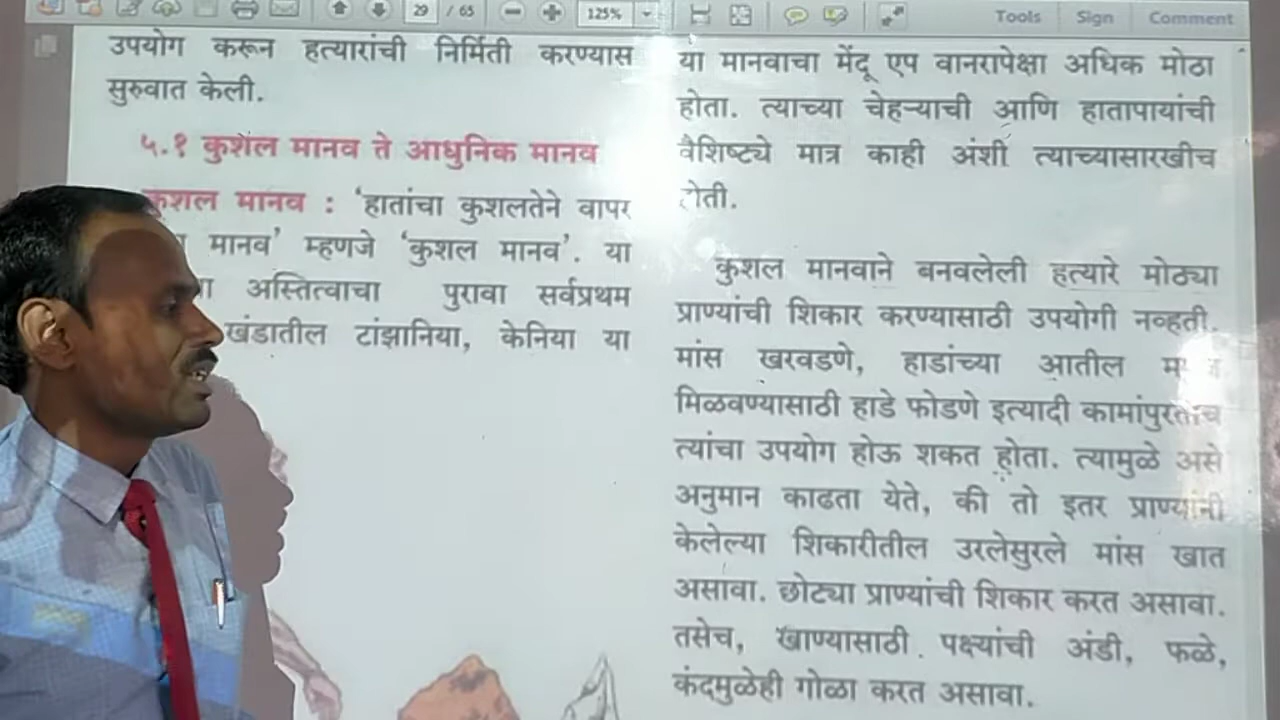 29 / 65
125%
Tools Sign Comment
उपयोग करून हत्यारांची निर्मिती करण्यास
सुरुवात केली.
५.१ कुशल मानव ते आधुनिक मानव
कुशल मानव : ‘हातांचा कुशलतेने वापर
मानव’ म्हणजे ‘कुशल मानव’. या
अस्तित्वाचा पुरावा सर्वप्रथम
खंडातील टांझानिया, केनिया या
या मानवाचा मेंदू एप वानरापेक्षा अधिक मोठा
होता. त्याच्या चेहऱ्याची आणि हातापायांची
वैशिष्ट्ये मात्र काही अंशी त्याच्यासारखीच
होती.
कुशल मानवाने बनवलेली हत्यारे मोठ्या
प्राण्यांची शिकार करण्यासाठी उपयोगी नव्हती.
मांस खरवडणे, हाडांच्या आतील
मिळवण्यासाठी हाडे फोडणे इत्यादी कामांपुरताच
त्यांचा उपयोग होऊ शकत होता. त्यामुळे असे
अनुमान काढता येते, की तो इतर प्राण्यांनी
केलेल्या शिकारीतील उरलेसुरले मांस खात
असावा. छोट्या प्राण्यांची शिकार करत असावा.
तसेच, खाण्यासाठी पक्ष्यांची अंडी, फळे,
कंदमुळेही गोळा करत असावा.